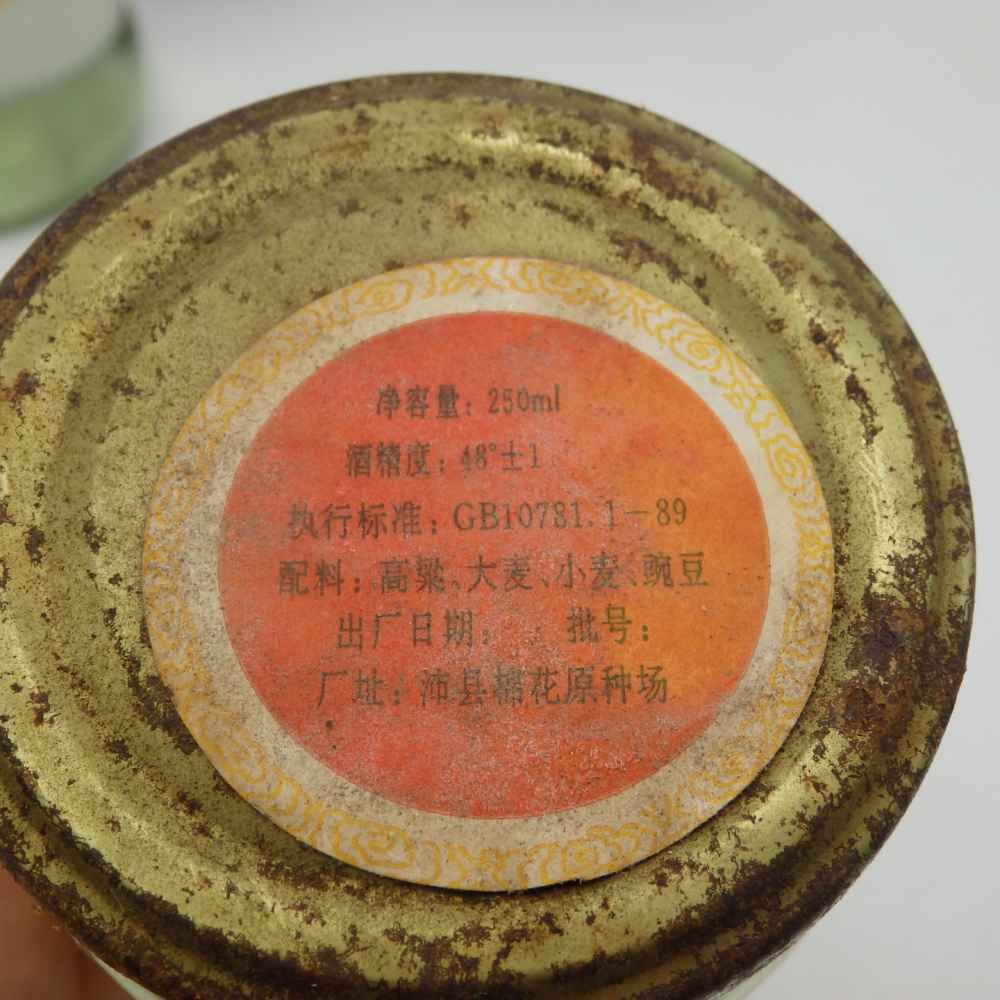 净容量：250ml
酒精度：48°±1
执行标准：GB10781.1－89
配料：高粱、大麦、小麦、豌豆
出厂日期： 批号：
厂址：沛县棉花原种场